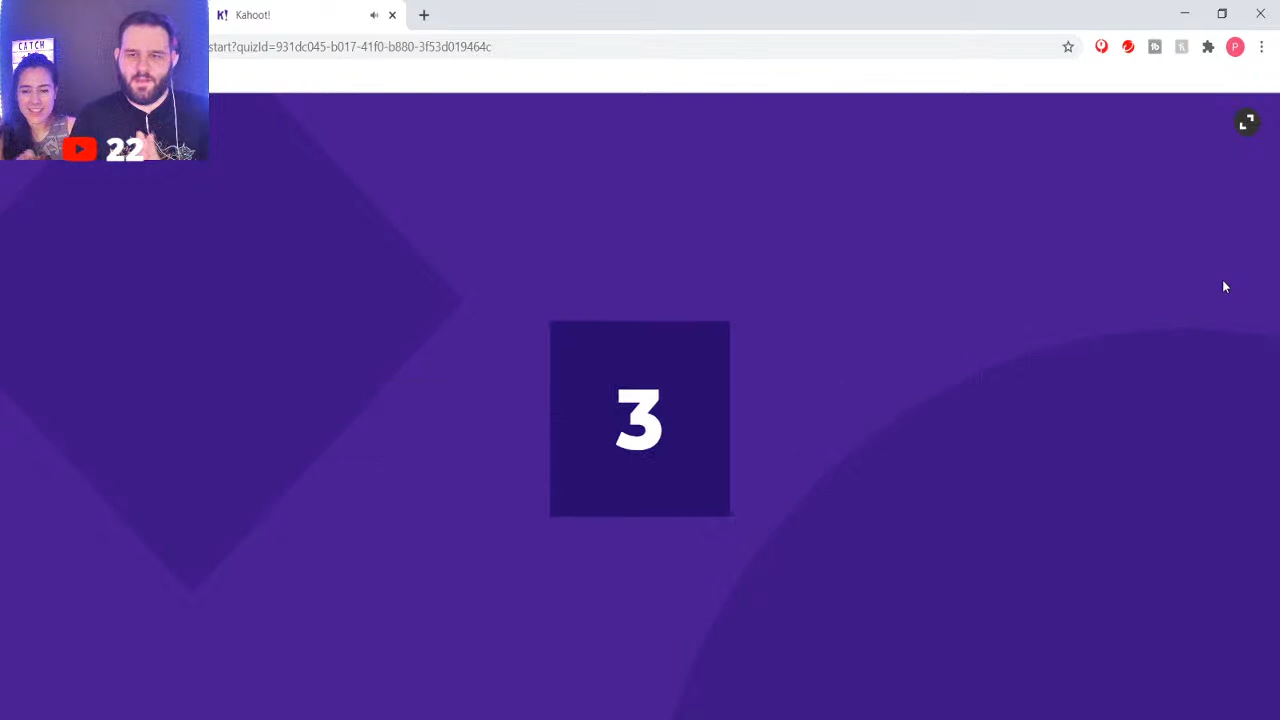 K! Kahoot!
start?quizId=931dc045-b017-41f0-b880-3f53d019464c
P
CATCH
22
3